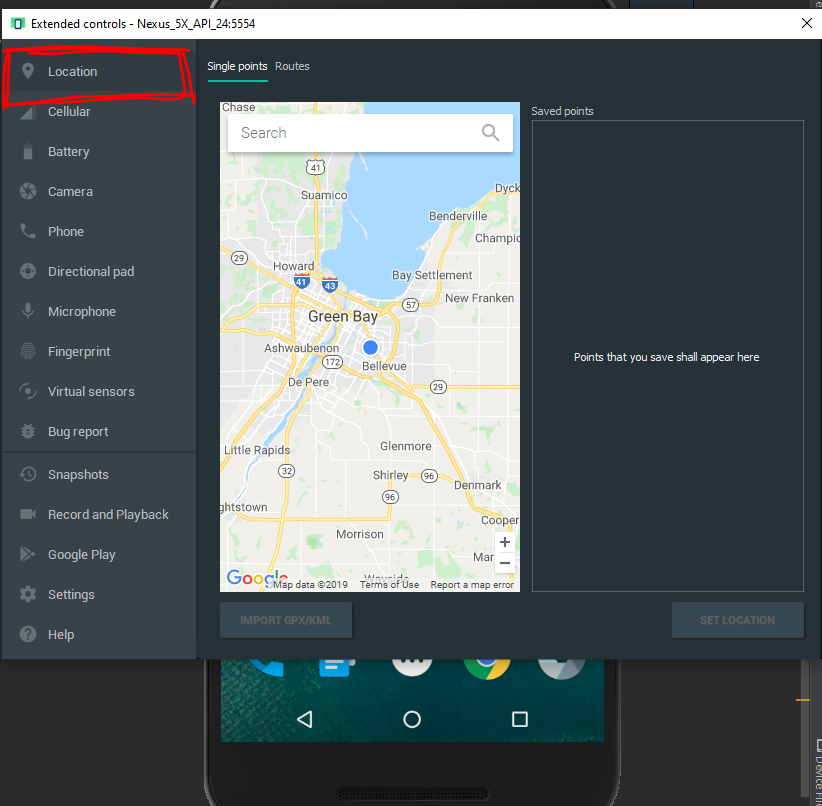 Extended controls - Nexus_5X_API_24:5554
Location
Cellular
Battery
Camera
Phone
Directional pad
Microphone
Fingerprint
Virtual sensors
Bug report
Snapshots
Record and Playback
Google Play
Settings
Help
Single points
Routes
Chase
Search
41
Suamico
Dyck
Benderville
Champic
29
Howard
41
43
Bay Settlement
57
New Franken
Green Bay
Ashwaubenon
172
Bellevue
De Pere
29
Glenmore
Little Rapids
32
Shirley
96
Denmark
96
ghtstown
Cooper
Morrison
+
Mar
−
Google
Wayside
Map data ©2019
Terms of Use
Report a map error
IMPORT GPX/KML
Saved points
Points that you save shall appear here
SET LOCATION